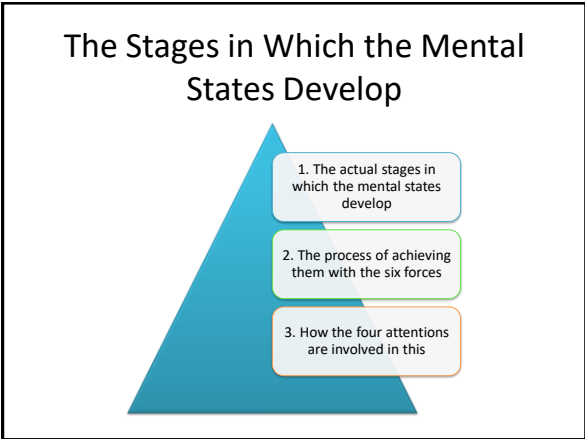 The Stages in Which the Mental
States Develop
1. The actual stages in
which the mental states
develop
2. The process of achieving
them with the six forces
3. How the four attentions
are involved in this